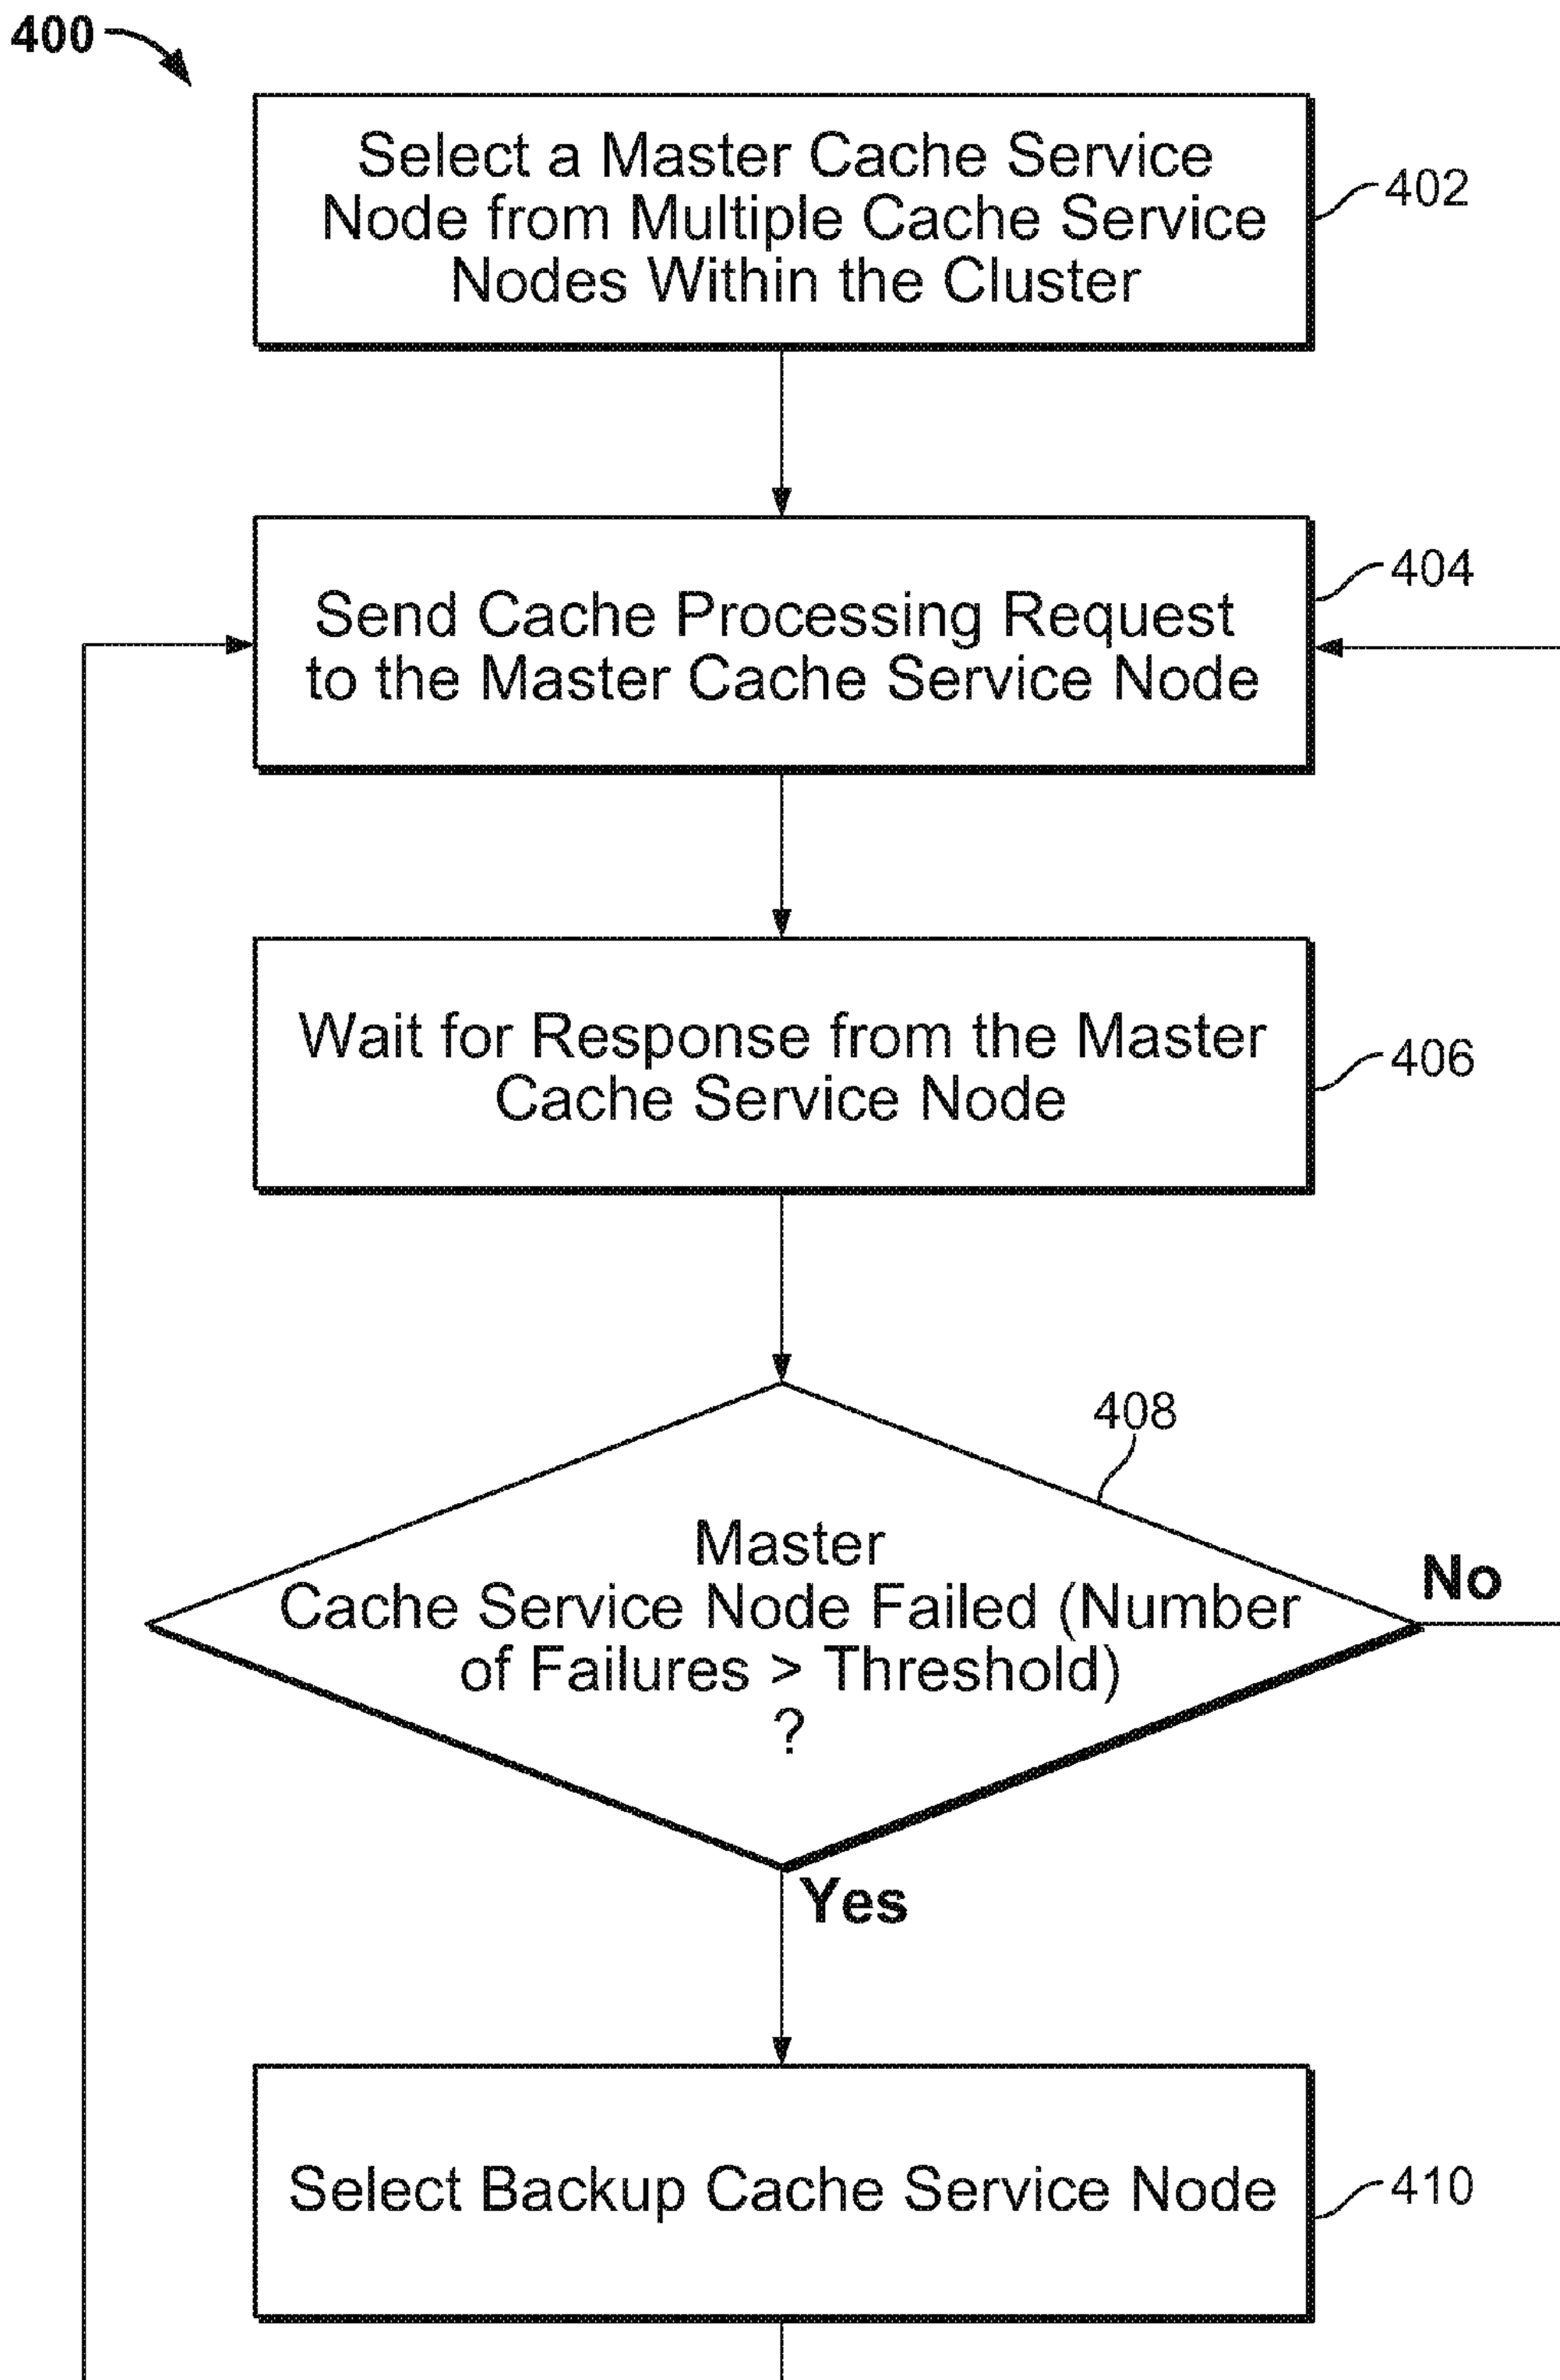 400
Select a Master Cache Service
Node from Multiple Cache Service
Nodes Within the Cluster
402
Send Cache Processing Request
to the Master Cache Service Node
404
Wait for Response from the Master
Cache Service Node
406
408
Master
Cache Service Node Failed (Number
of Failures > Threshold)
?
No
Yes
Select Backup Cache Service Node
410